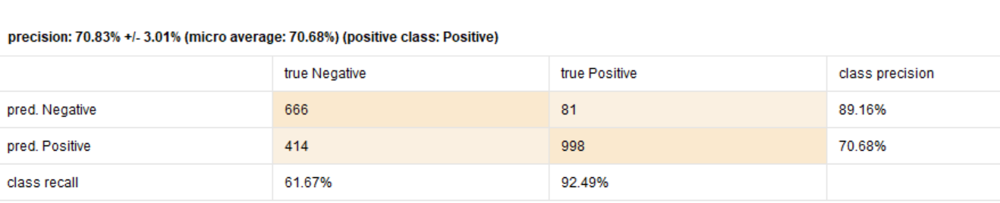 precision: 70.83% +/- 3.01% (micro average: 70.68%) (positive class: Positive)
true Negative true Positive class precision
pred. Negative 666 81 89.16%
pred. Positive 414 998 70.68%
class recall 61.67% 92.49%